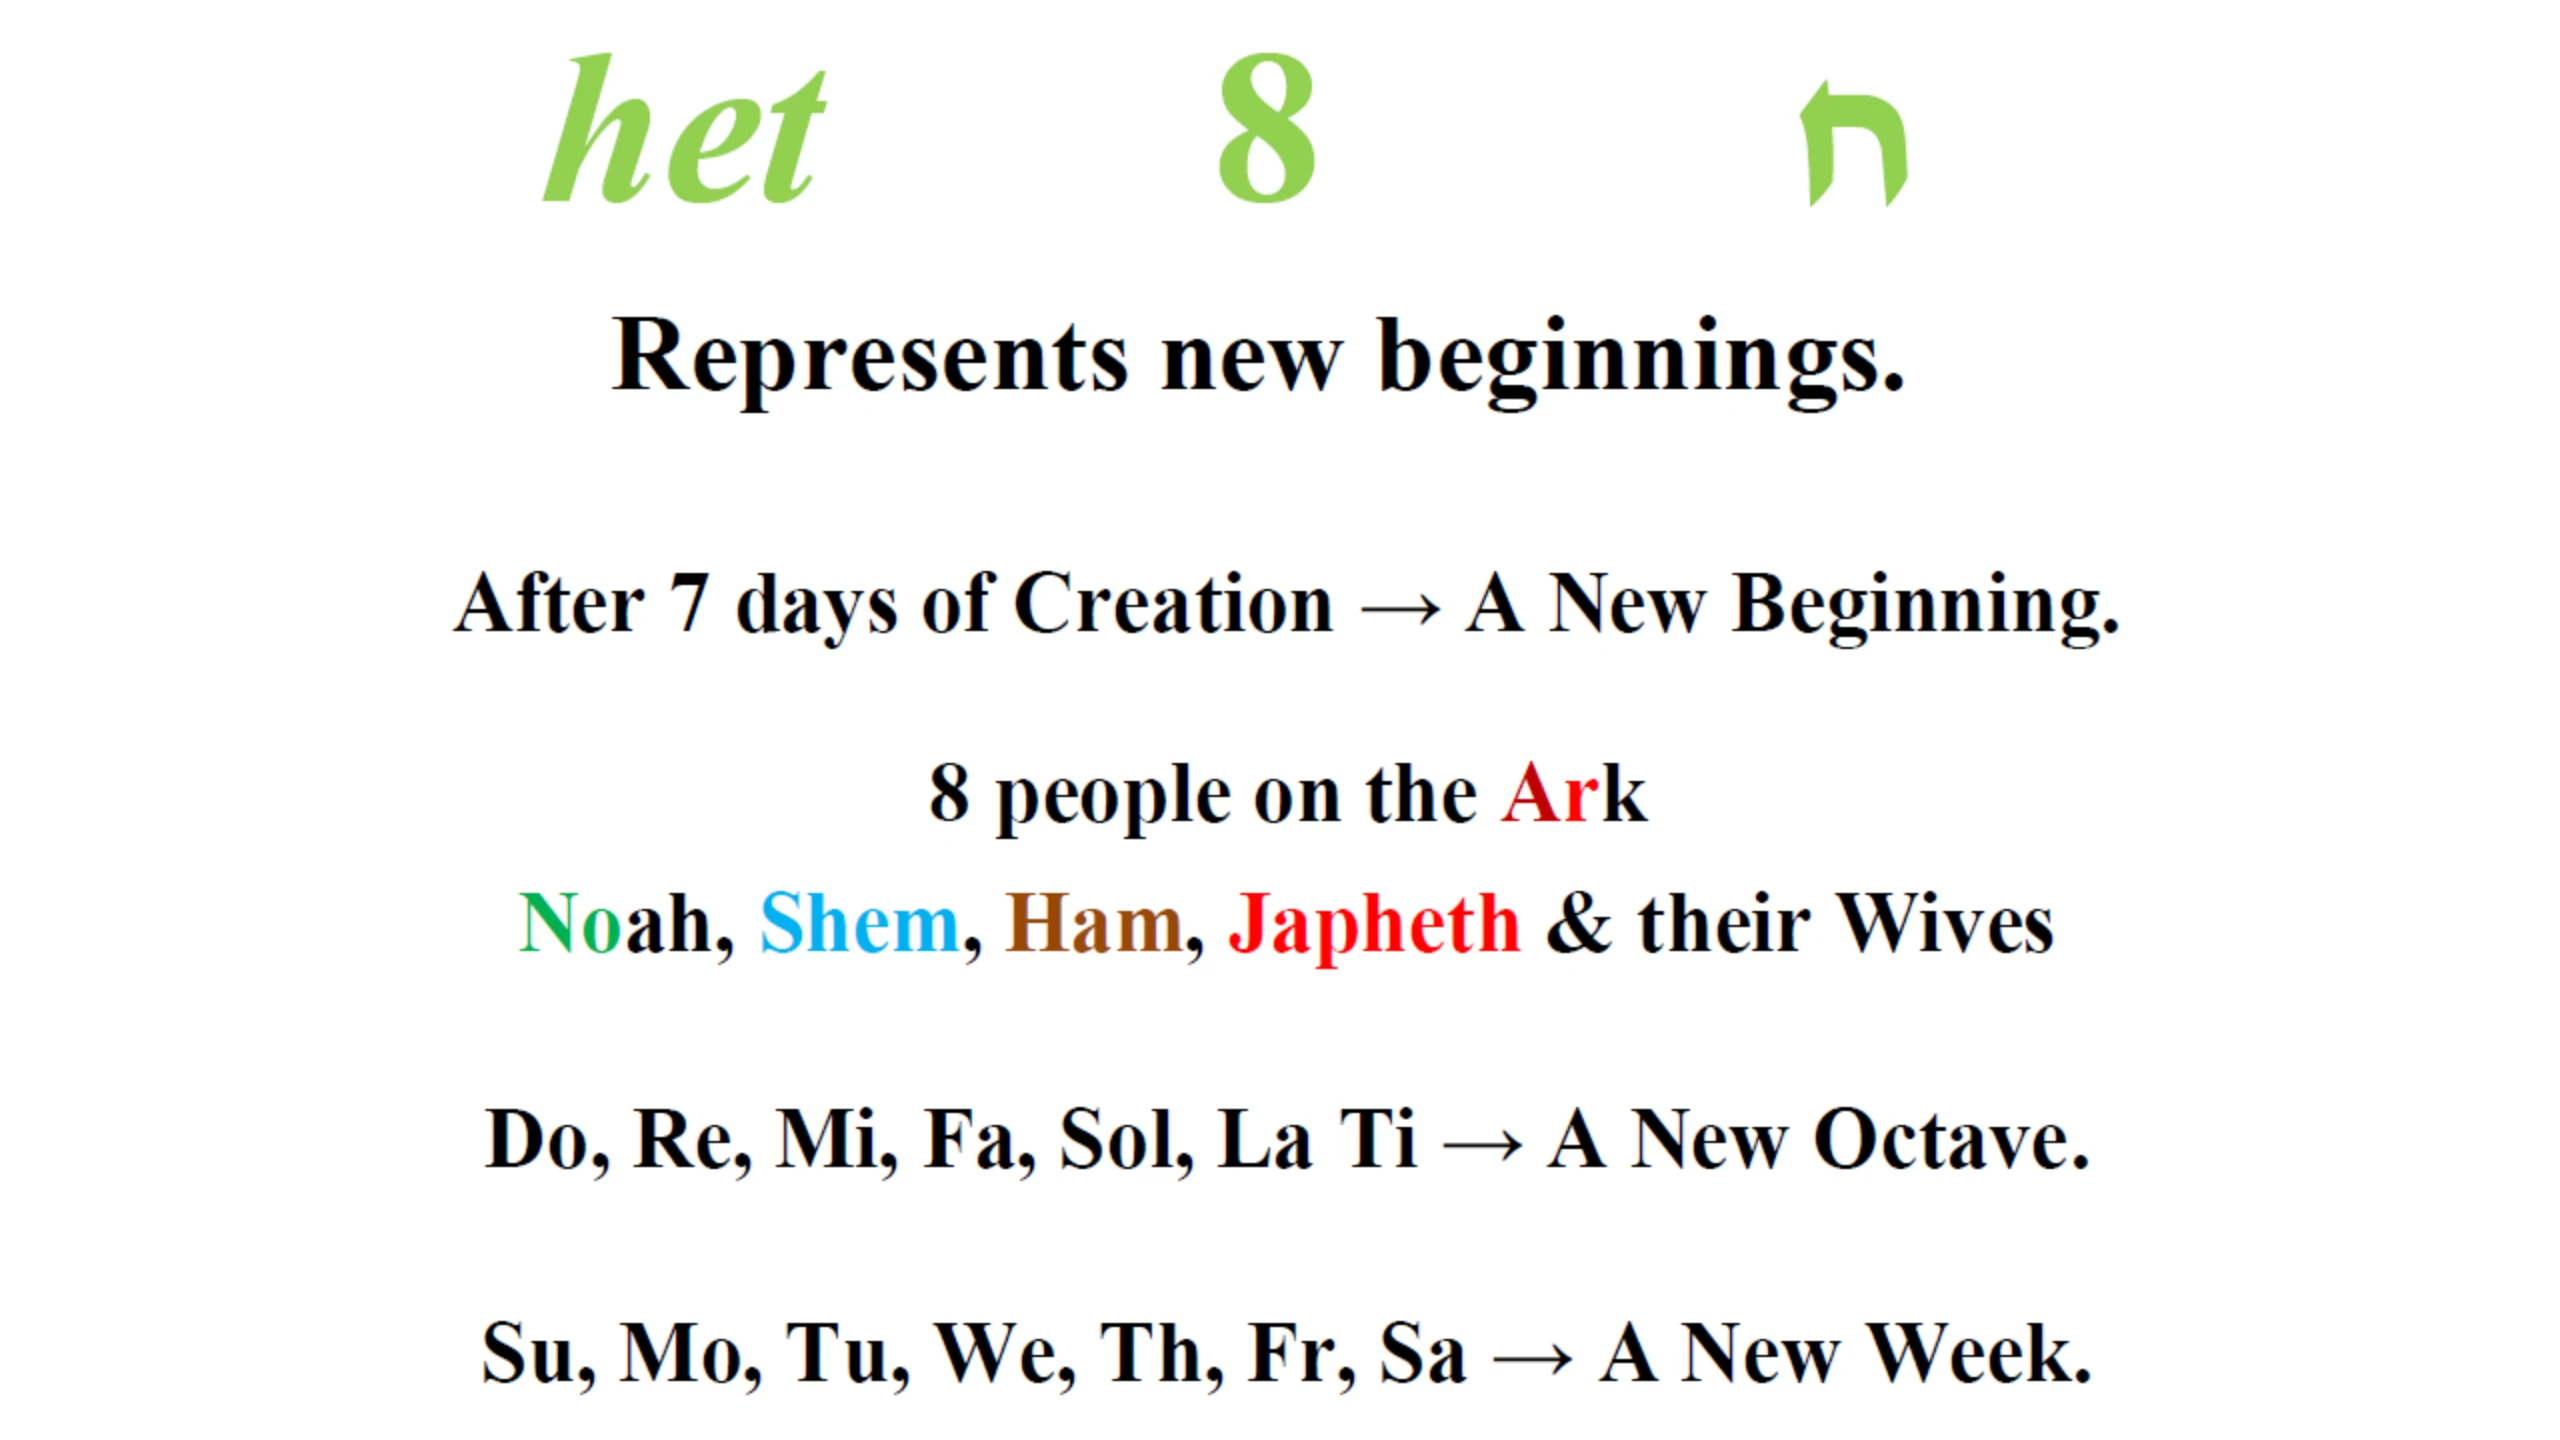 het 8 ח
Represents new beginnings.
After 7 days of Creation → A New Beginning.
8 people on the Ark
Noah, Shem, Ham, Japheth & their Wives
Do, Re, Mi, Fa, Sol, La Ti → A New Octave.
Su, Mo, Tu, We, Th, Fr, Sa → A New Week.